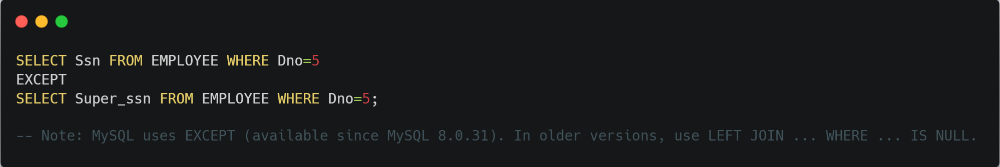 SELECT Ssn FROM EMPLOYEE WHERE Dno=5
EXCEPT
SELECT Super_ssn FROM EMPLOYEE WHERE Dno=5;
-- Note: MySQL uses EXCEPT (available since MySQL 8.0.31). In older versions, use LEFT JOIN ... WHERE ... IS NULL.